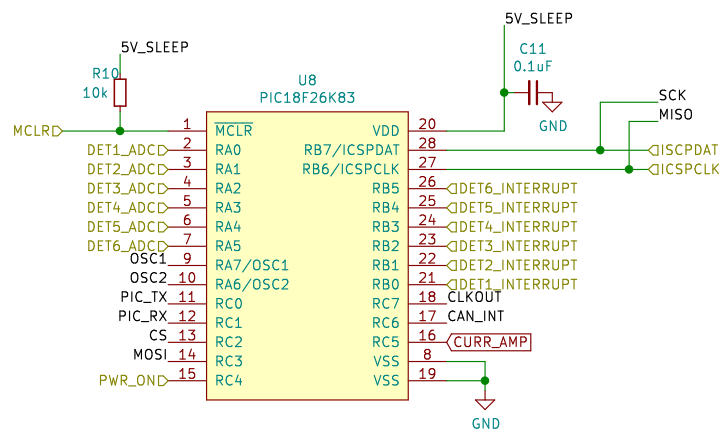 5V_SLEEP
5V_SLEEP
R10
10k
C11
0.1uF
GND
U8
PIC18F26K83
MCLR 1 MCLR VDD 20
DET1_ADC 2 RA0 RB7/ICSPDAT 28 ISCPDAT
SCK
MISO
DET2_ADC 3 RA1 RB6/ICSPCLK 27 ICSPCLK
DET3_ADC 4 RA2 RB5 26 DET6_INTERRUPT
DET4_ADC 5 RA3 RB4 25 DET5_INTERRUPT
DET5_ADC 6 RA4 RB3 24 DET4_INTERRUPT
DET6_ADC 7 RA5 RB2 23 DET3_INTERRUPT
OSC1 9 RA7/OSC1 RB1 22 DET2_INTERRUPT
OSC2 10 RA6/OSC2 RB0 21 DET1_INTERRUPT
PIC_TX 11 RC0 RC7 18 CLKOUT
PIC_RX 12 RC1 RC6 17 CAN_INT
CS 13 RC2 RC5 16 CURR_AMP
MOSI 14 RC3 VSS 8
PWR_ON 15 RC4 VSS 19
GND